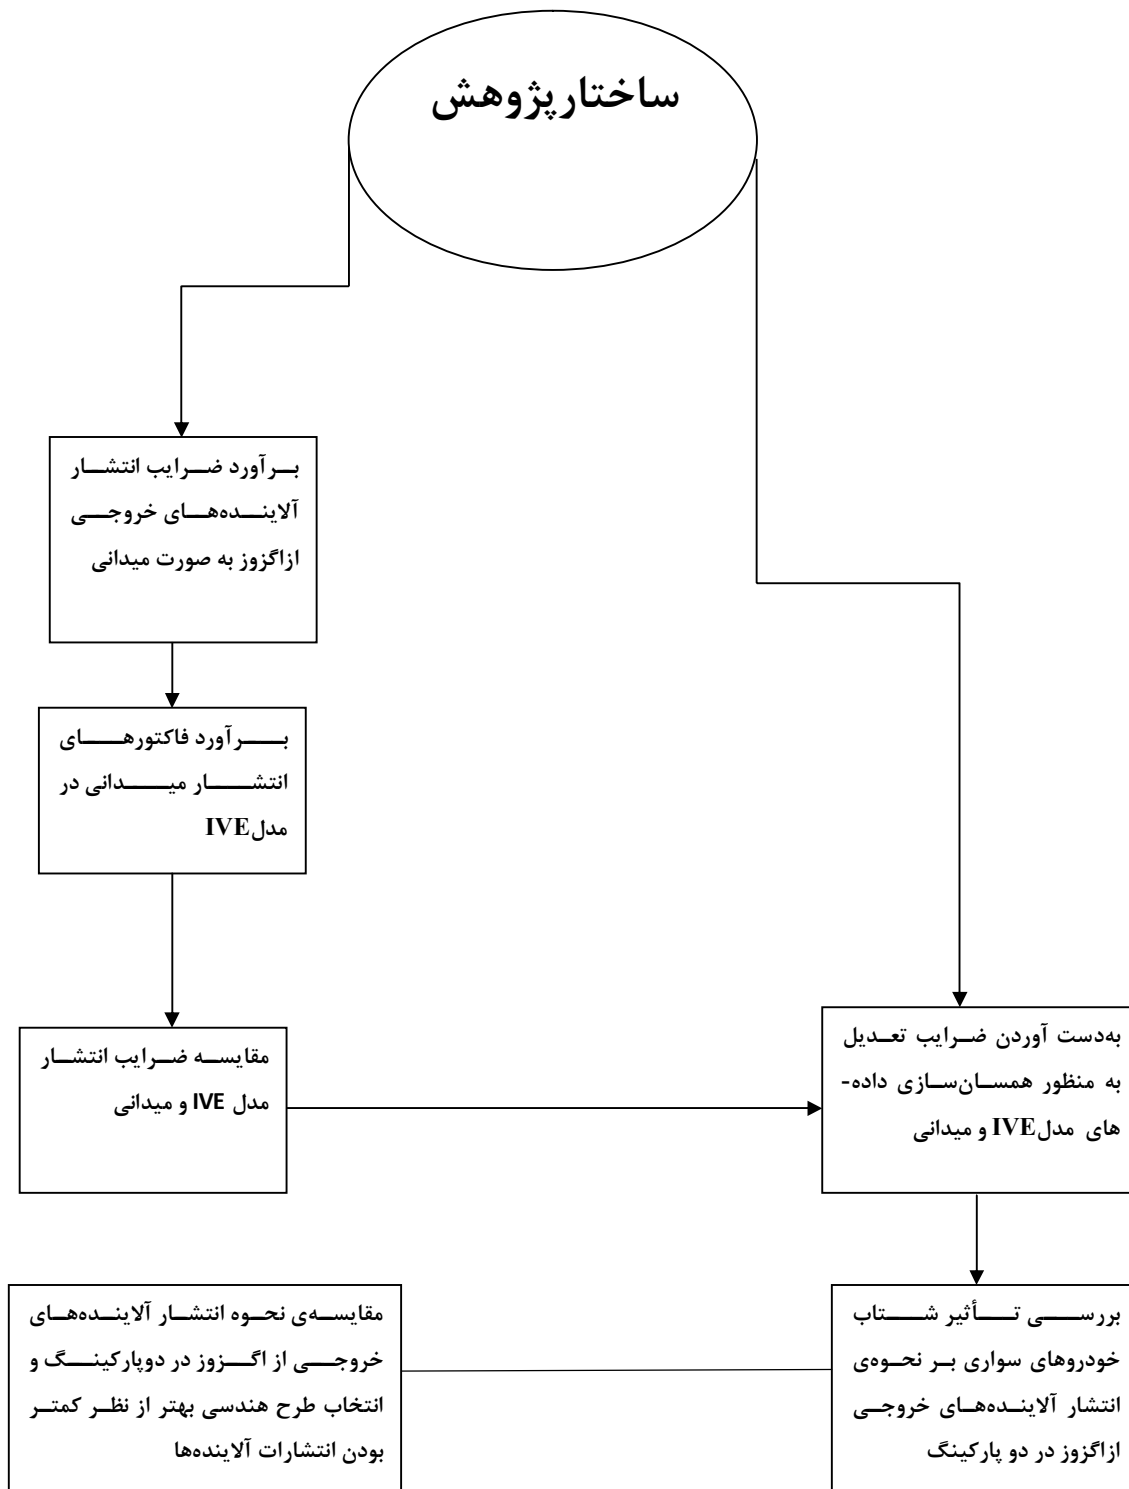 ساختارپژوهش
برآورد ضرایب انتشار
آلاینده‌های خروجی
ازاگزوز به صورت میدانی
برآورد فاکتورهای
انتشار میدانی در
مدلIVE
مقایسه ضرایب انتشار
مدل IVE و میدانی
به‌دست آوردن ضرایب تعدیل
به منظور همسان‌سازی داده-
های مدلIVE و میدانی
بررسی تأثیر شتاب
خودروهای سواری بر نحوه‌ی
انتشار آلاینده‌های خروجی
ازاگزوز در دو پارکینگ
مقایسه‌ی نحوه انتشار آلاینده‌های
خروجی از اگزوز در دوپارکینگ و
انتخاب طرح هندسی بهتر از نظر کمتر
بودن انتشارات آلاینده‌ها